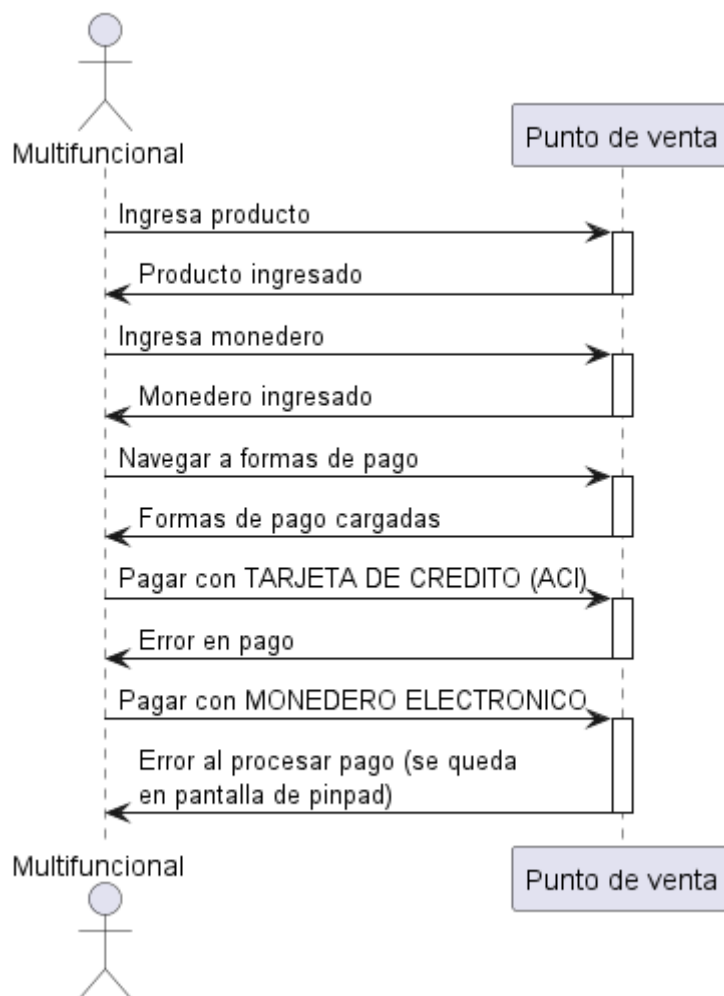 Multifuncional
Punto de venta
Ingresa producto
Producto ingresado
Ingresa monedero
Monedero ingresado
Navegar a formas de pago
Formas de pago cargadas
Pagar con TARJETA DE CREDITO (ACI)
Error en pago
Pagar con MONEDERO ELECTRONICO
Error al procesar pago (se queda
en pantalla de pinpad)
Multifuncional
Punto de venta